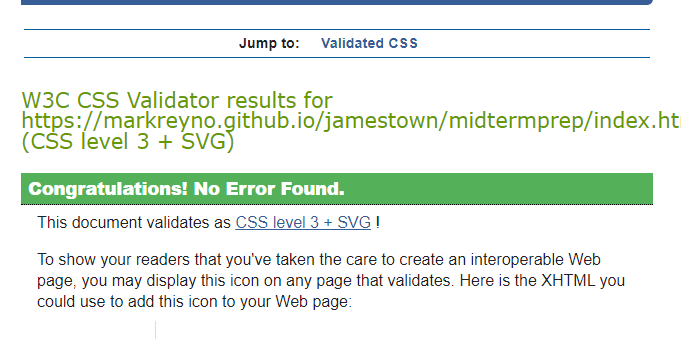 Jump to: Validated CSS
W3C CSS Validator results for
https://markreyno.github.io/jamestown/midtermprep/index.ht
(CSS level 3 + SVG)
Congratulations! No Error Found.
This document validates as CSS level 3 + SVG !
To show your readers that you've taken the care to create an interoperable Web
page, you may display this icon on any page that validates. Here is the XHTML you
could use to add this icon to your Web page: